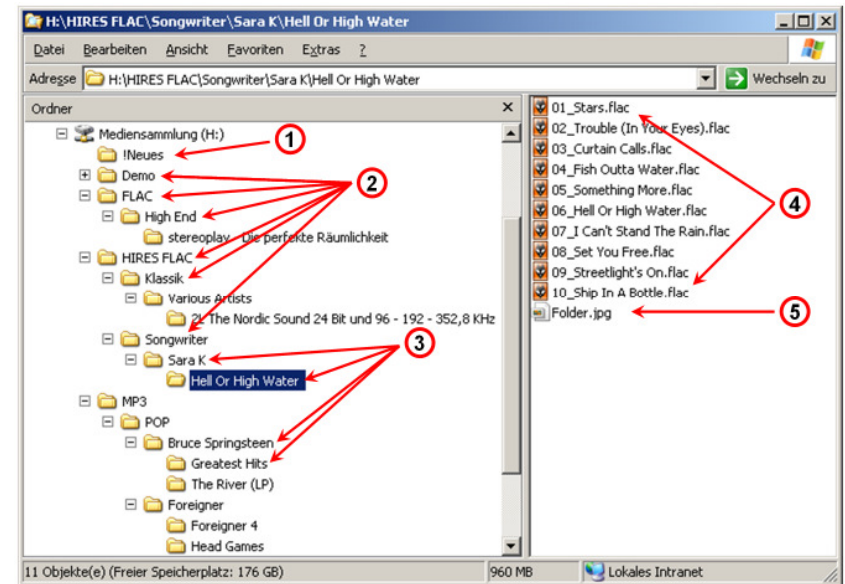 H:\HIRES FLAC\Songwriter\Sara K\Hell Or High Water
Datei Bearbeiten Ansicht Favoriten Extras ?
Adresse H:\HIRES FLAC\Songwriter\Sara K\Hell Or High Water Wechseln zu
Ordner
Mediensammlung (H:)
!Neues
Demo
FLAC
High End
stereoplay - Die perfekte Räumlichkeit
HIRES FLAC
Klassik
Various Artists
2L The Nordic Sound 24 Bit und 96 - 192 - 352,8 KHz
Songwriter
Sara K
Hell Or High Water
MP3
POP
Bruce Springsteen
Greatest Hits
The River (LP)
Foreigner
Foreigner 4
Head Games
1
2
3
01_Stars.flac
02_Trouble (In Your Eyes).flac
03_Curtain Calls.flac
04_Fish Outta Water.flac
05_Something More.flac
06_Hell Or High Water.flac
07_I Can't Stand The Rain.flac
08_Set You Free.flac
09_Streetlight's On.flac
10_Ship In A Bottle.flac
Folder.jpg
4
5
11 Objekte(e) (Freier Speicherplatz: 176 GB) 960 MB Lokales Intranet